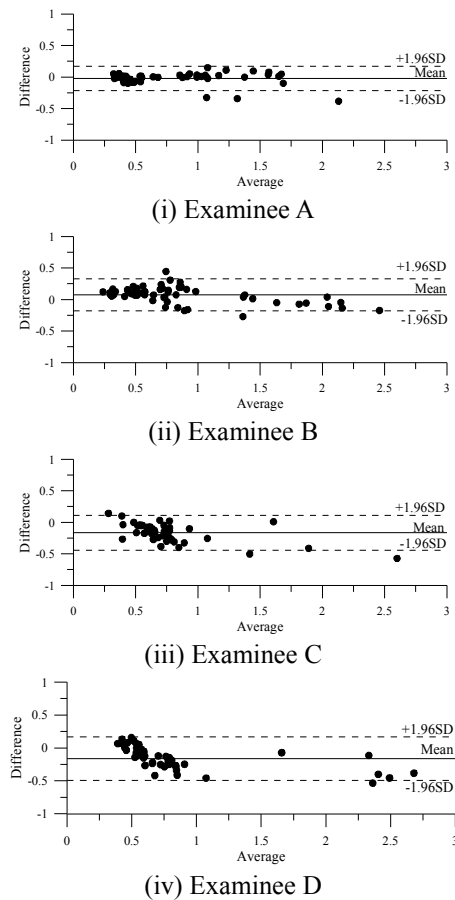 1
+1.96SD
0.5
Mean
0
Difference
-0.5
-1.96SD
-1
0 0.5 1 1.5 2 2.5 3
Average
(i) Examinee A
1
+1.96SD
0.5
Mean
0
Difference
-0.5
-1.96SD
-1
0 0.5 1 1.5 2 2.5 3
Average
(ii) Examinee B
1
+1.96SD
0.5
0
Mean
Difference
-0.5
-1.96SD
-1
0 0.5 1 1.5 2 2.5 3
Average
(iii) Examinee C
1
+1.96SD
0.5
0
Mean
Difference
-0.5
-1.96SD
-1
0 0.5 1 1.5 2 2.5 3
Average
(iv) Examinee D